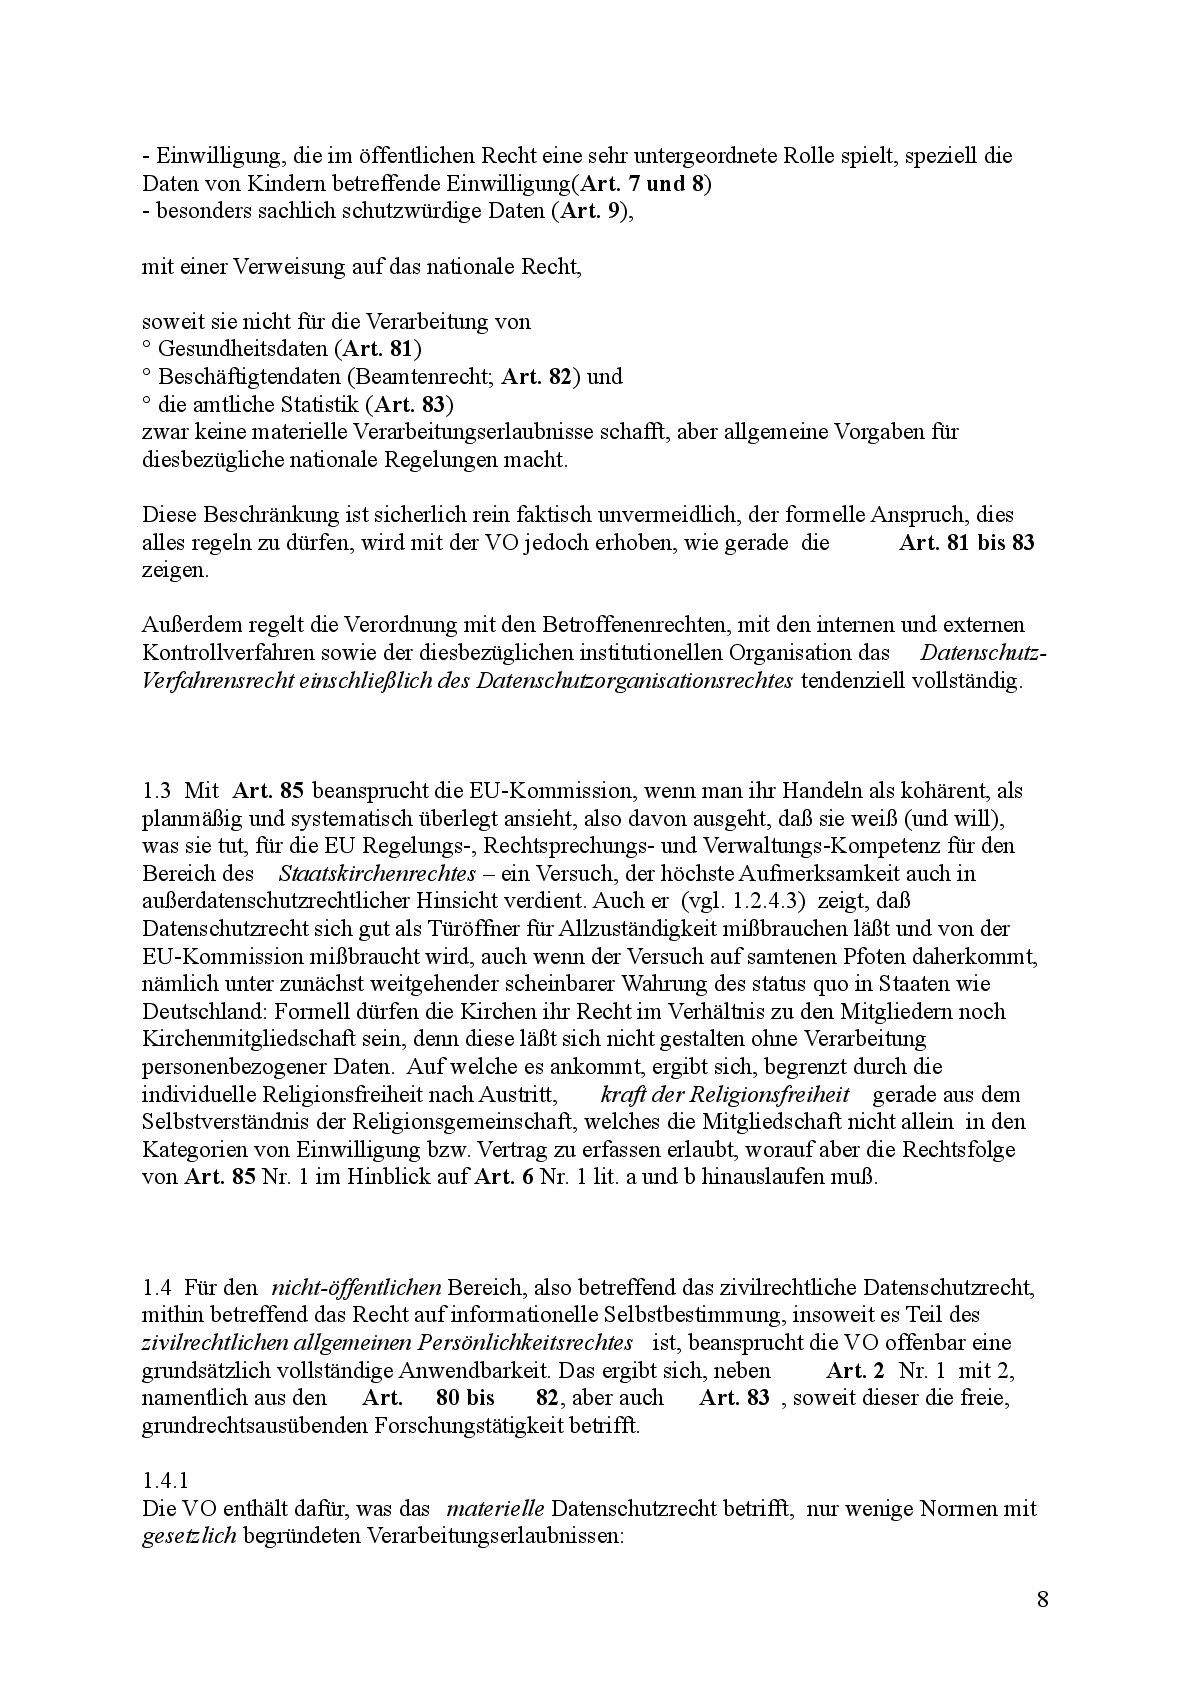 - Einwilligung, die im öffentlichen Recht eine sehr untergeordnete Rolle spielt, speziell die
Daten von Kindern betreffende Einwilligung(Art. 7 und 8)
- besonders sachlich schutzwürdige Daten (Art. 9),
mit einer Verweisung auf das nationale Recht,
soweit sie nicht für die Verarbeitung von
° Gesundheitsdaten (Art. 81)
° Beschäftigtendaten (Beamtenrecht; Art. 82) und
° die amtliche Statistik (Art. 83)
zwar keine materielle Verarbeitungserlaubnisse schafft, aber allgemeine Vorgaben für
diesbezügliche nationale Regelungen macht.
Diese Beschränkung ist sicherlich rein faktisch unvermeidlich, der formelle Anspruch, dies
alles regeln zu dürfen, wird mit der VO jedoch erhoben, wie gerade die Art. 81 bis 83
zeigen.
Außerdem regelt die Verordnung mit den Betroffenenrechten, mit den internen und externen
Kontrollverfahren sowie der diesbezüglichen institutionellen Organisation das Datenschutz-
Verfahrensrecht einschließlich des Datenschutzorganisationsrechtes tendenziell vollständig.
1.3 Mit Art. 85 beansprucht die EU-Kommission, wenn man ihr Handeln als kohärent, als
planmäßig und systematisch überlegt ansieht, also davon ausgeht, daß sie weiß (und will),
was sie tut, für die EU Regelungs-, Rechtsprechungs- und Verwaltungs-Kompetenz für den
Bereich des Staatskirchenrechtes – ein Versuch, der höchste Aufmerksamkeit auch in
außerdatenschutzrechtlicher Hinsicht verdient. Auch er (vgl. 1.2.4.3) zeigt, daß
Datenschutzrecht sich gut als Türöffner für Allzuständigkeit mißbrauchen läßt und von der
EU-Kommission mißbraucht wird, auch wenn der Versuch auf samtenen Pfoten daherkommt,
nämlich unter zunächst weitgehender scheinbarer Wahrung des status quo in Staaten wie
Deutschland: Formell dürfen die Kirchen ihr Recht im Verhältnis zu den Mitgliedern noch
Kirchenmitgliedschaft sein, denn diese läßt sich nicht gestalten ohne Verarbeitung
personenbezogener Daten. Auf welche es ankommt, ergibt sich, begrenzt durch die
individuelle Religionsfreiheit nach Austritt, kraft der Religionsfreiheit gerade aus dem
Selbstverständnis der Religionsgemeinschaft, welches die Mitgliedschaft nicht allein in den
Kategorien von Einwilligung bzw. Vertrag zu erfassen erlaubt, worauf aber die Rechtsfolge
von Art. 85 Nr. 1 im Hinblick auf Art. 6 Nr. 1 lit. a und b hinauslaufen muß.
1.4 Für den nicht-öffentlichen Bereich, also betreffend das zivilrechtliche Datenschutzrecht,
mithin betreffend das Recht auf informationelle Selbstbestimmung, insoweit es Teil des
zivilrechtlichen allgemeinen Persönlichkeitsrechtes ist, beansprucht die VO offenbar eine
grundsätzlich vollständige Anwendbarkeit. Das ergibt sich, neben Art. 2 Nr. 1 mit 2,
namentlich aus den Art. 80 bis 82, aber auch Art. 83 , soweit dieser die freie,
grundrechtsausübenden Forschungstätigkeit betrifft.
1.4.1
Die VO enthält dafür, was das materielle Datenschutzrecht betrifft, nur wenige Normen mit
gesetzlich begründeten Verarbeitungserlaubnissen:
8